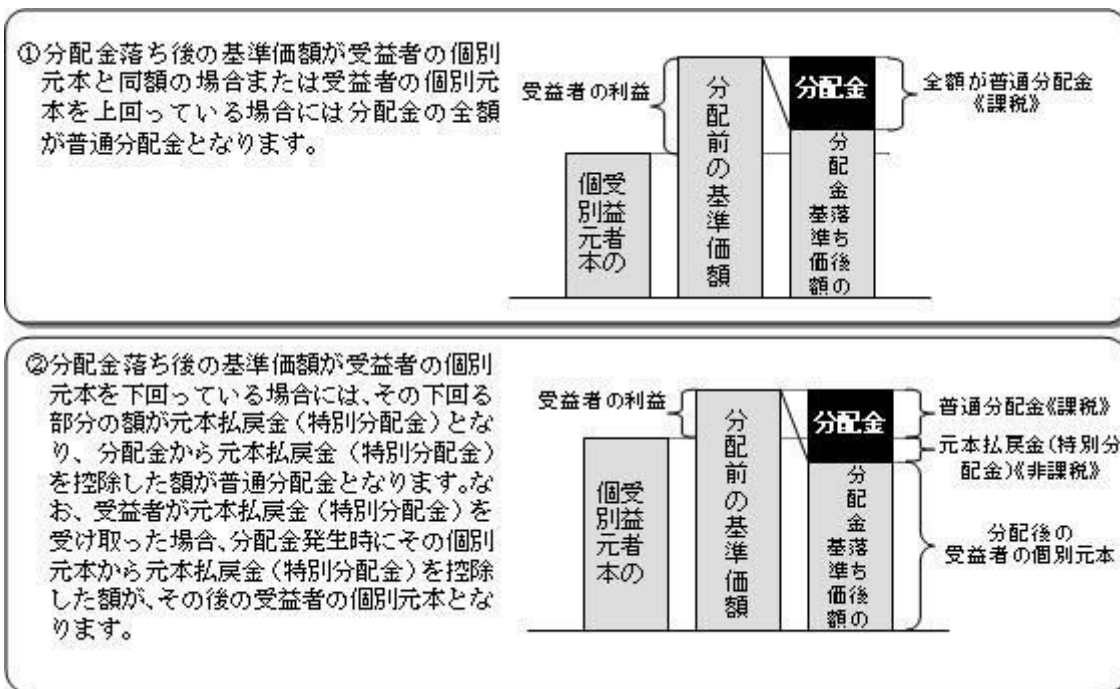 ①分配金落ち後の基準価額が受益者の個別
元本と同額の場合または受益者の個別元
本を上回っている場合には分配金の全額
が普通分配金となります。
受益者の利益
個別元本
受益者の
分配前の基準価額
分配金
分配金落ち後の
基準価額
全額が普通分配金
《課税》
②分配金落ち後の基準価額が受益者の個別
元本を下回っている場合には、その下回る
部分の額が元本払戻金(特別分配金)とな
り、分配金から元本払戻金(特別分配金)
を控除した額が普通分配金となります。な
お、受益者が元本払戻金(特別分配金)を
受け取った場合、分配金発生時にその個別
元本から元本払戻金(特別分配金)を控除
した額が、その後の受益者の個別元本とな
ります。
受益者の利益
受益者の
個別元本
分配前の基準価額
分配金
分配金落ち後の
基準価額
普通分配金《課税》
元本払戻金(特別分
配金)《非課税》
分配後の
受益者の個別元本